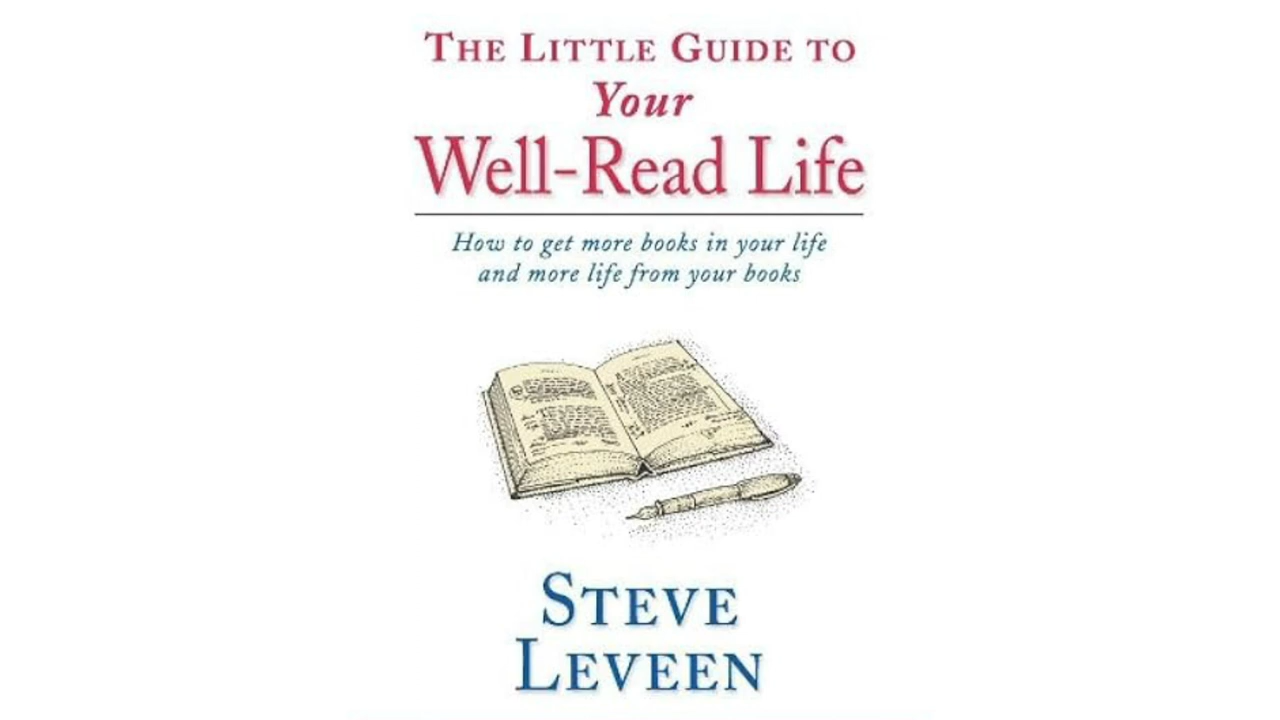 The Little Guide to
Your
Well-Read Life
How to get more books in your life
and more life from your books
Steve
Leveen